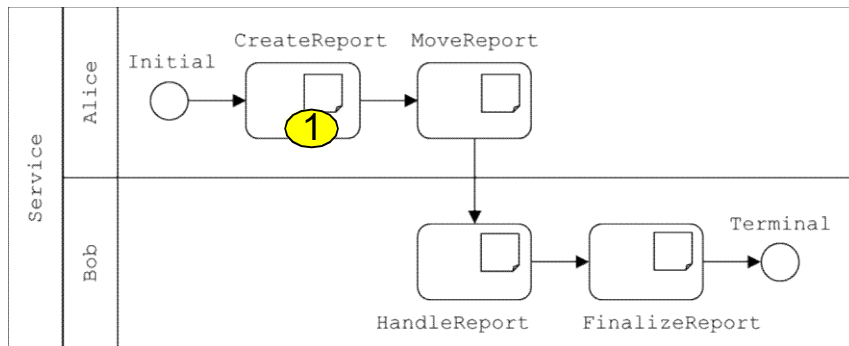 Service
Alice
Initial
CreateReport
MoveReport
1
Bob
HandleReport
FinalizeReport
Terminal